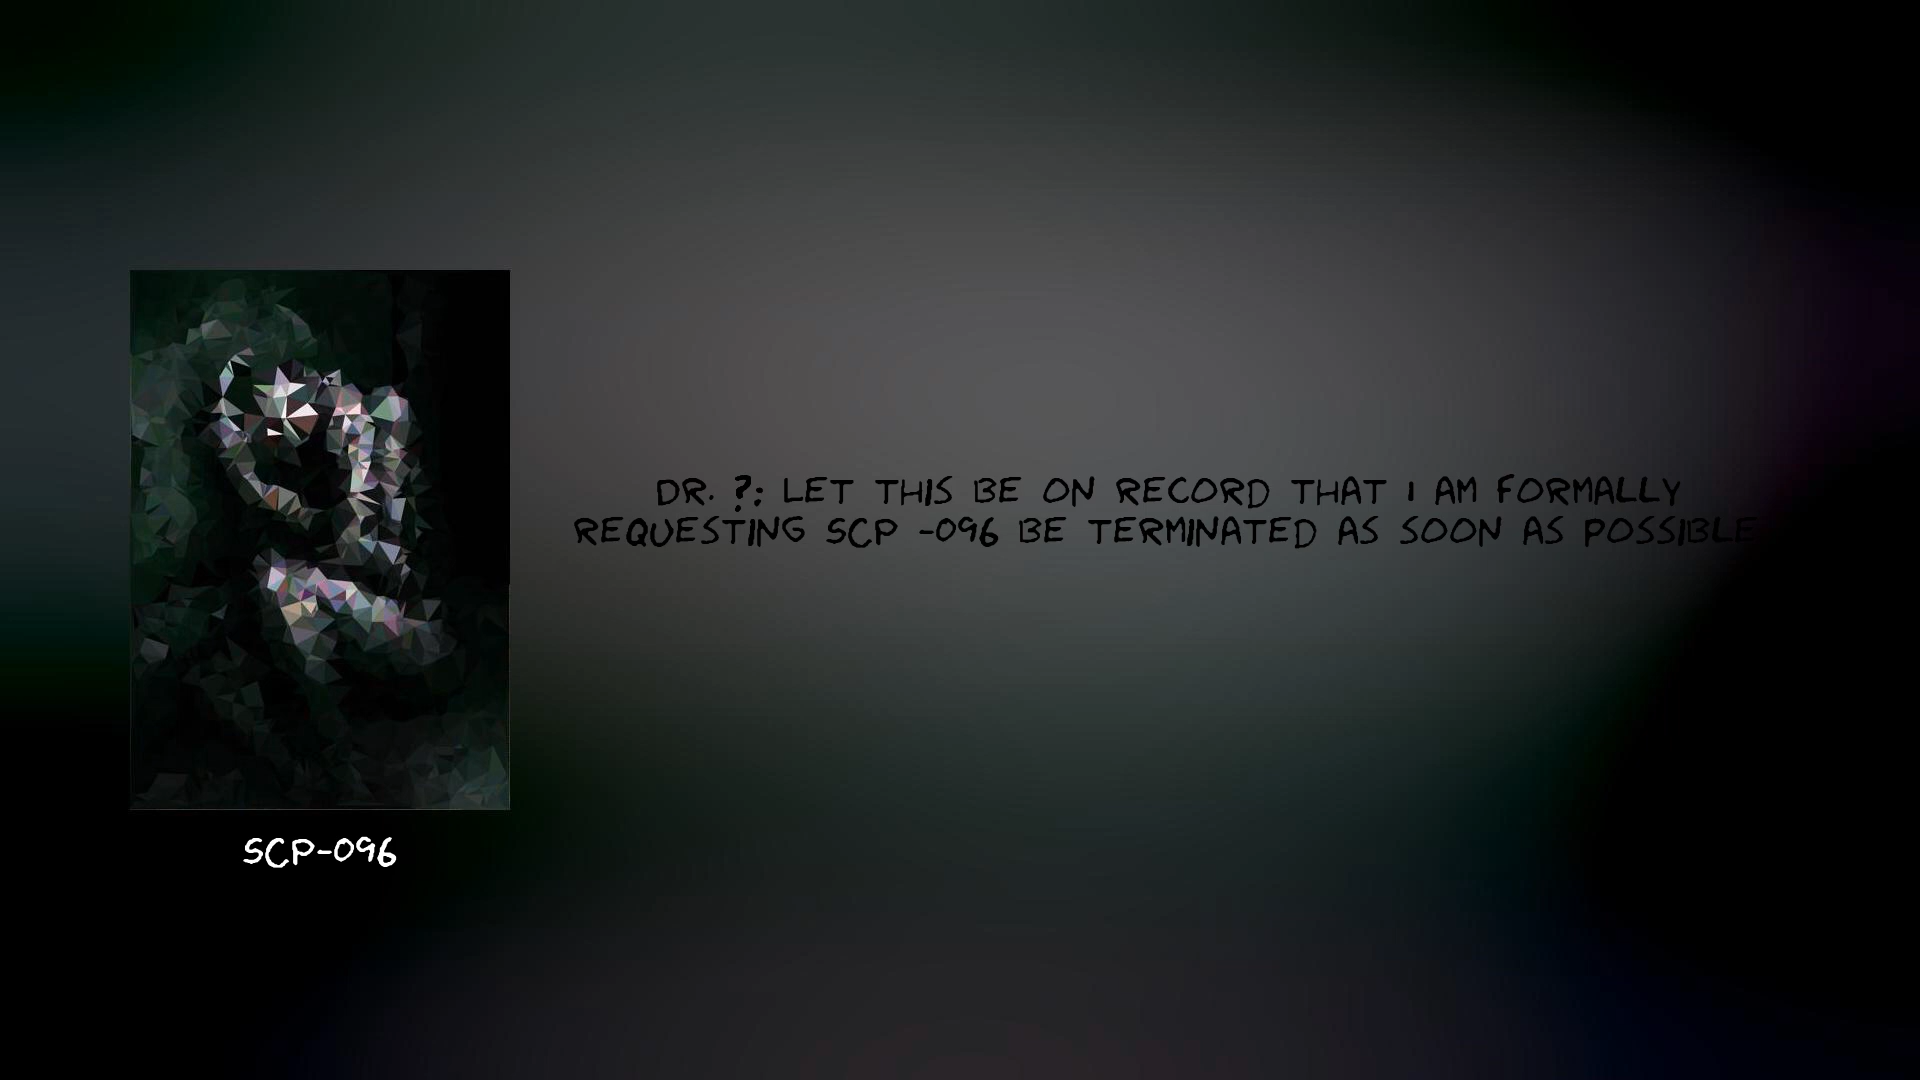 DR. ?: LET THIS BE ON RECORD THAT I AM FORMALLY
REQUESTING SCP -096 BE TERMINATED AS SOON AS POSSIBLE
SCP-096